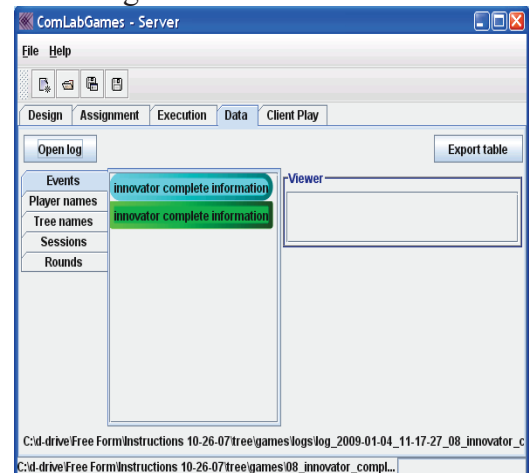 ComLabGames - Server
File Help
Design Assignment Execution Data Client Play
Open log Export table
Events
Player names
Tree names
Sessions
Rounds
innovator complete information
innovator complete information
Viewer
C:\d-drive\Free Form\Instructions 10-26-07\tree\games\logs\log_2009-01-04_11-17-27_08_innovator_c
C:\d-drive\Free Form\Instructions 10-26-07\tree\games\08_innovator_compl...